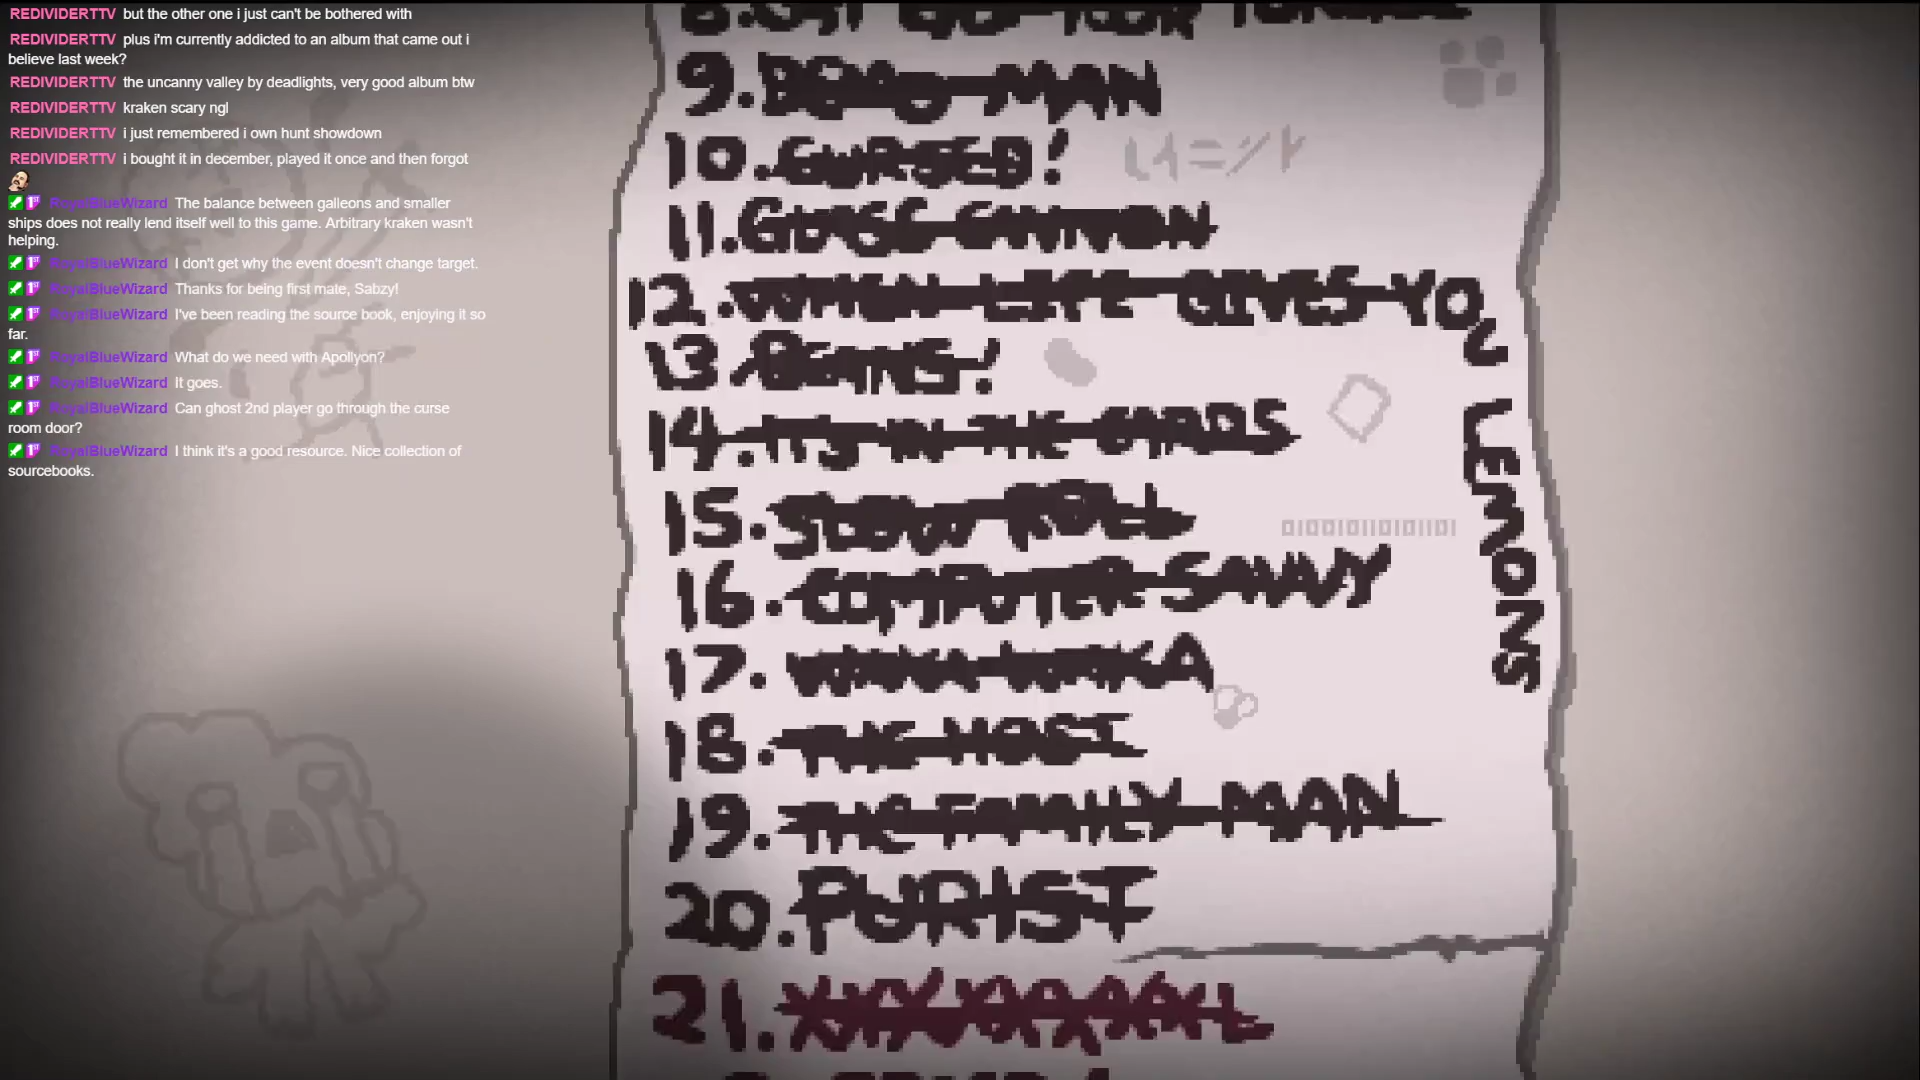 REDIVIDERTTV but the other one i just can't be bothered with
REDIVIDERTTV plus i'm currently addicted to an album that came out i
believe last week?
REDIVIDERTTV the uncanny valley by deadlights, very good album btw
REDIVIDERTTV kraken scary ngl
REDIVIDERTTV i just remembered i own hunt showdown
REDIVIDERTTV i bought it in december, played it once and then forgot
RoyalBlueWizard The balance between galleons and smaller
ships does not really lend itself well to this game. Arbitrary kraken wasn't
helping.
RoyalBlueWizard I don't get why the event doesn't change target.
RoyalBlueWizard Thanks for being first mate, Sabzy!
RoyalBlueWizard I've been reading the source book, enjoying it so
far.
RoyalBlueWizard What do we need with Apollyon?
RoyalBlueWizard It goes.
RoyalBlueWizard Can ghost 2nd player go through the curse
room door?
RoyalBlueWizard I think it's a good resource. Nice collection of
sourcebooks.
9. MAN
10. CURSED!
11. GLASS CANNON
12. WHEN LIFE GIVES YOU LEMONS
13. BEANS!
14. ITS IN THE CARDS
15. SLOW ROLL
16. COMPUTER SAVVY
17. WAKA WAKA
18. THE HOST
19. THE FAMILY MAN
20. PURIST
21.
010010110101101